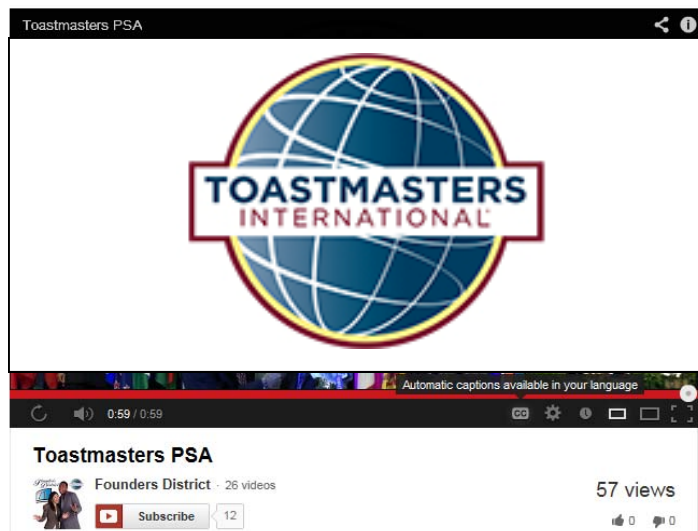 Toastmasters PSA
TOASTMASTERS
INTERNATIONAL
Automatic captions available in your language
0:59 / 0:59
CC
Toastmasters PSA
Founders District · 26 videos
57 views
Subscribe 12
0 0